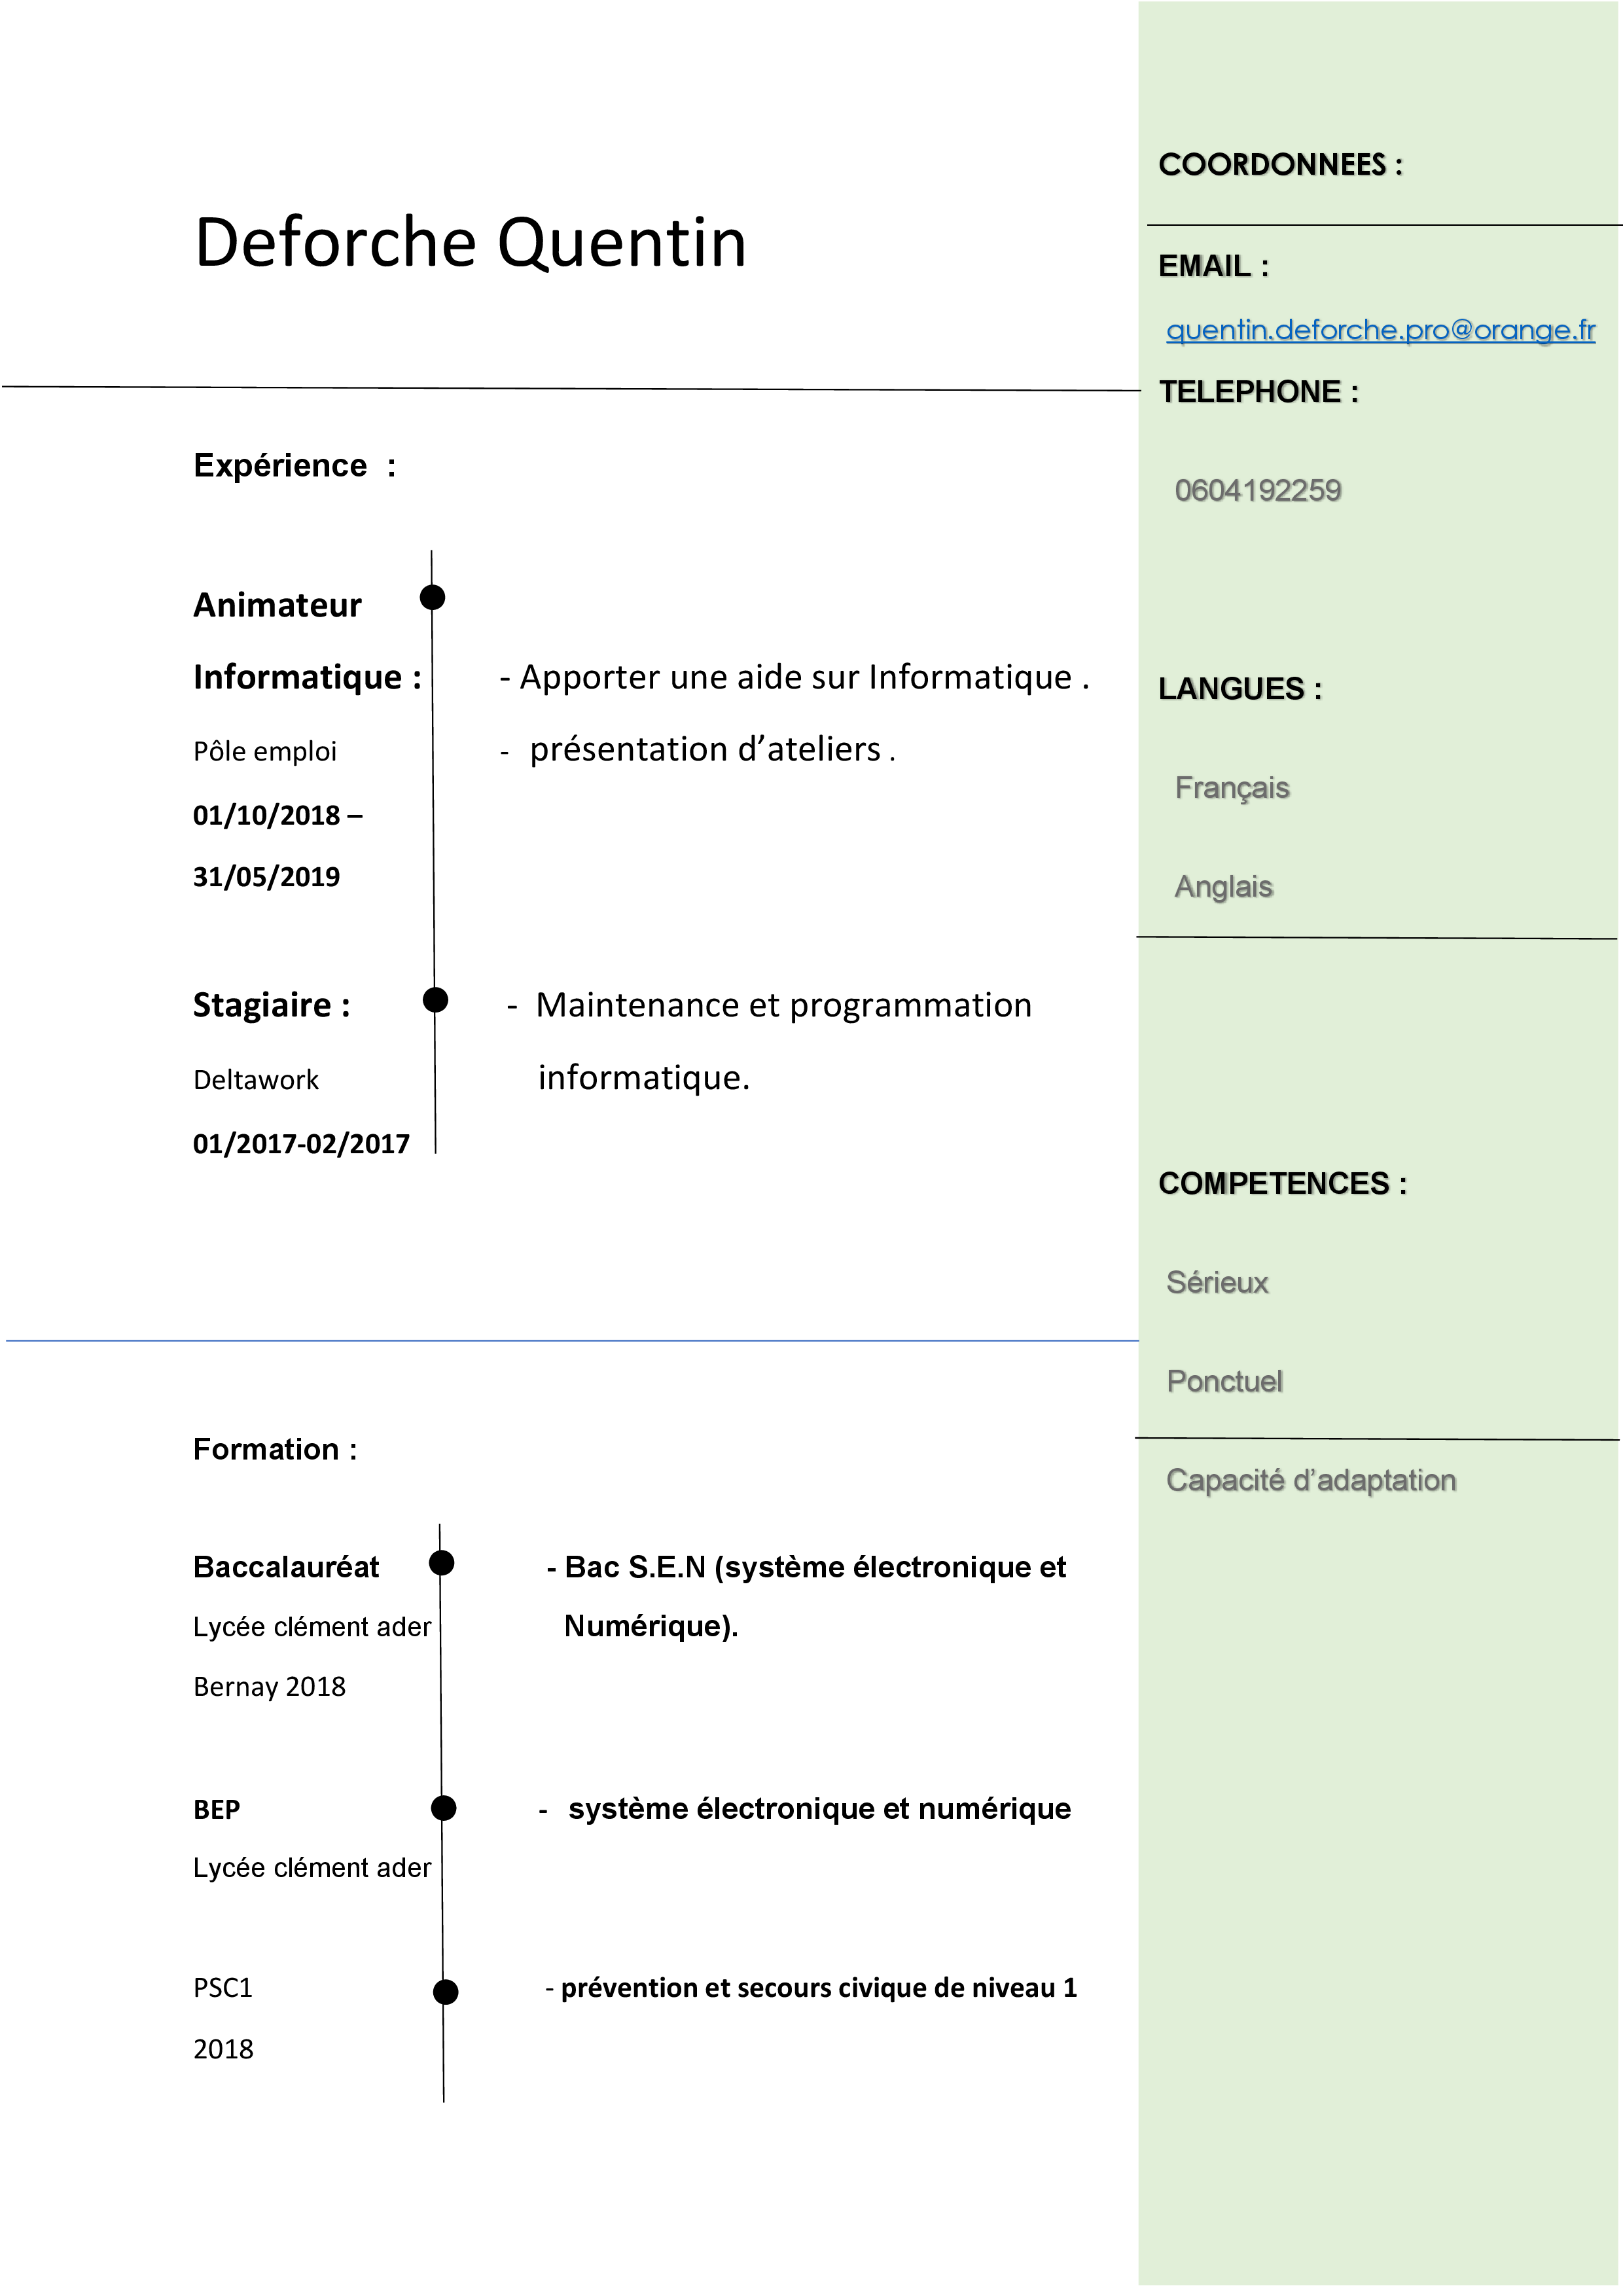 Deforche Quentin
Expérience :
Animateur
Informatique :
- Apporter une aide sur Informatique .
Pôle emploi
- présentation d’ateliers .
01/10/2018 –
31/05/2019
Stagiaire :
- Maintenance et programmation
informatique.
Deltawork
01/2017-02/2017
Formation :
Baccalauréat
- Bac S.E.N (système électronique et
Numérique).
Lycée clément ader
Bernay 2018
BEP
- système électronique et numérique
Lycée clément ader
PSC1
- prévention et secours civique de niveau 1
2018
COORDONNEES :
EMAIL :
quentin.deforche.pro@orange.fr
TELEPHONE :
0604192259
LANGUES :
Français
Anglais
COMPETENCES :
Sérieux
Ponctuel
Capacité d’adaptation